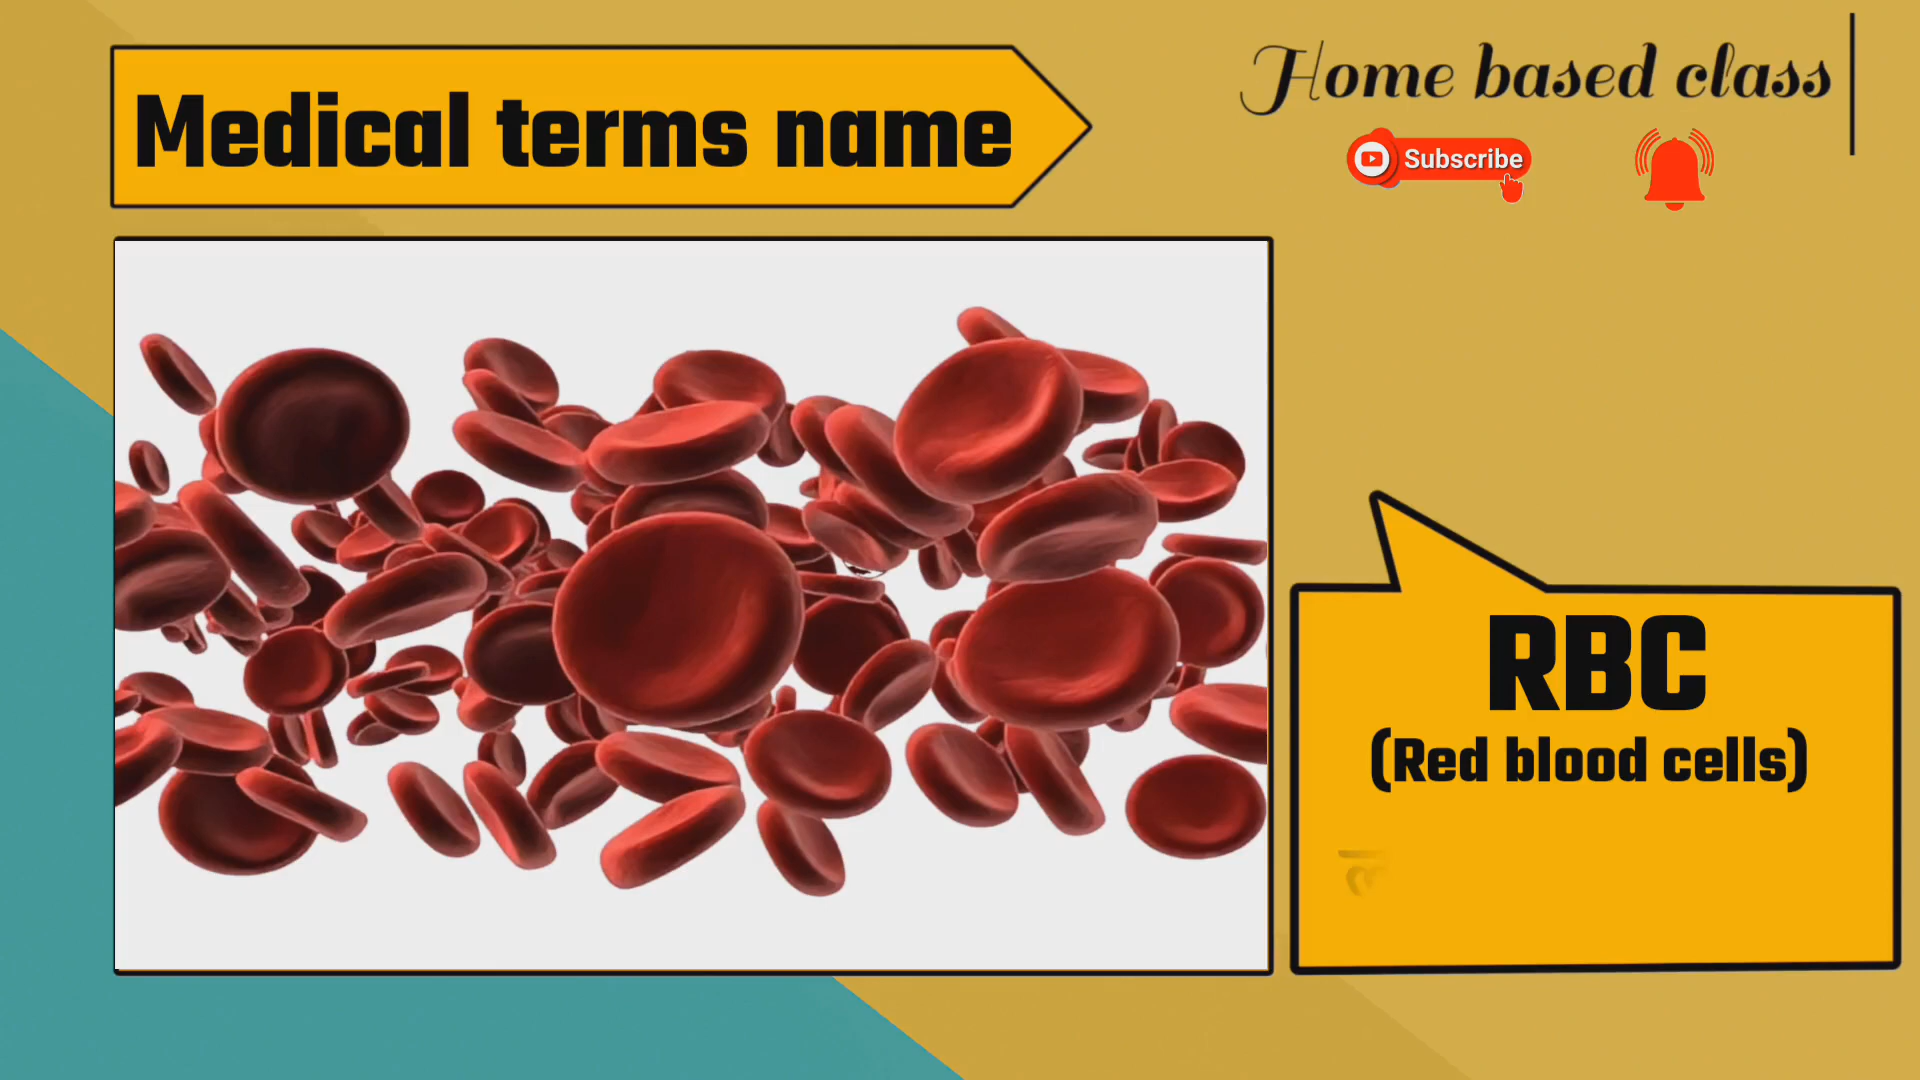 Medical terms name
Home based class
Subscribe
RBC
(Red blood cells)